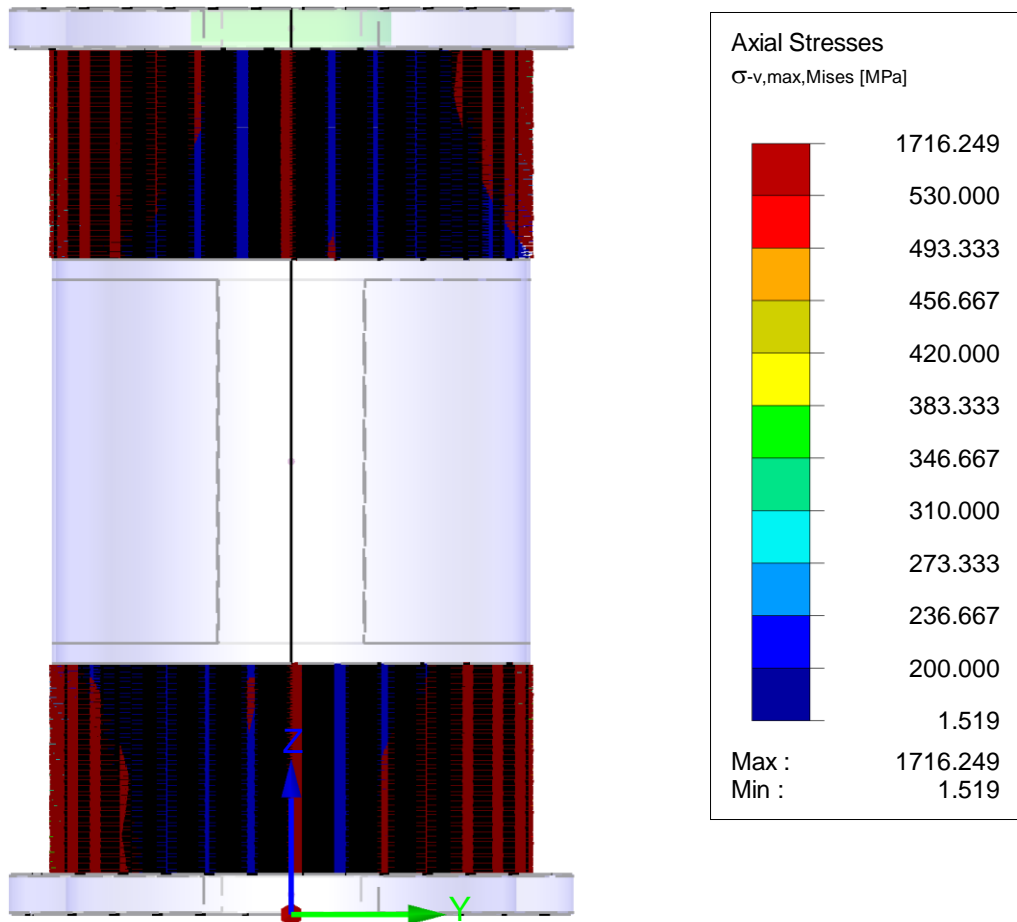 Axial Stresses
σ-v,max,Mises [MPa]
1716.249
530.000
493.333
456.667
420.000
383.333
346.667
310.000
273.333
236.667
200.000
1.519
Max : 1716.249
Min : 1.519
Z
Y